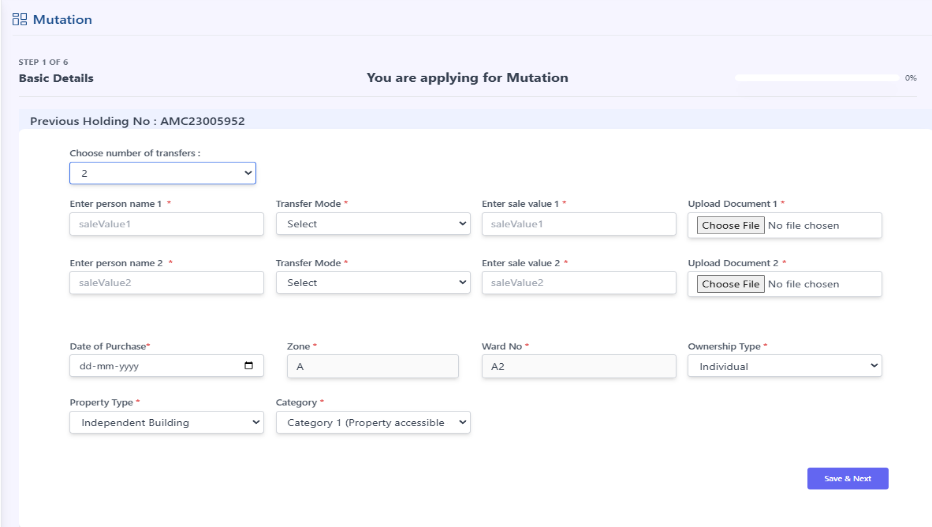 Mutation
STEP 1 OF 6
Basic Details
You are applying for Mutation
0%
Previous Holding No : AMC23005952
Choose number of transfers :
2
Enter person name 1 * Transfer Mode * Enter sale value 1 * Upload Document 1 *
saleValue1 Select saleValue1 Choose File No file chosen
Enter person name 2 * Transfer Mode * Enter sale value 2 * Upload Document 2 *
saleValue2 Select saleValue2 Choose File No file chosen
Date of Purchase* Zone * Ward No * Ownership Type *
dd-mm-yyyy A A2 Individual
Property Type * Category *
Independent Building Category 1 (Property accessible
Save & Next